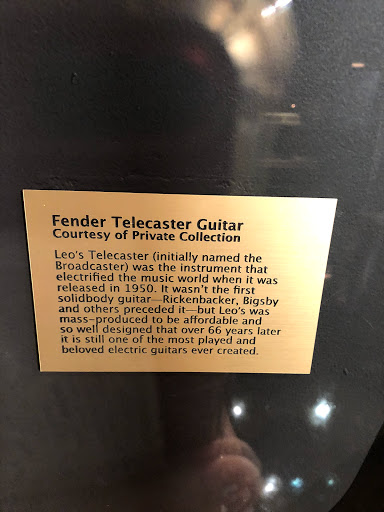 Fender Telecaster Guitar
Courtesy of Private Collection
Leo's Telecaster (initially named the
Broadcaster) was the instrument that
electrified the music world when it was
released in 1950. It wasn't the first
solidbody guitar—Rickenbacker, Bigsby
and others preceded it—but Leo's was
mass-produced to be affordable and
so well designed that over 66 years later
it is still one of the most played and
beloved electric guitars ever created.